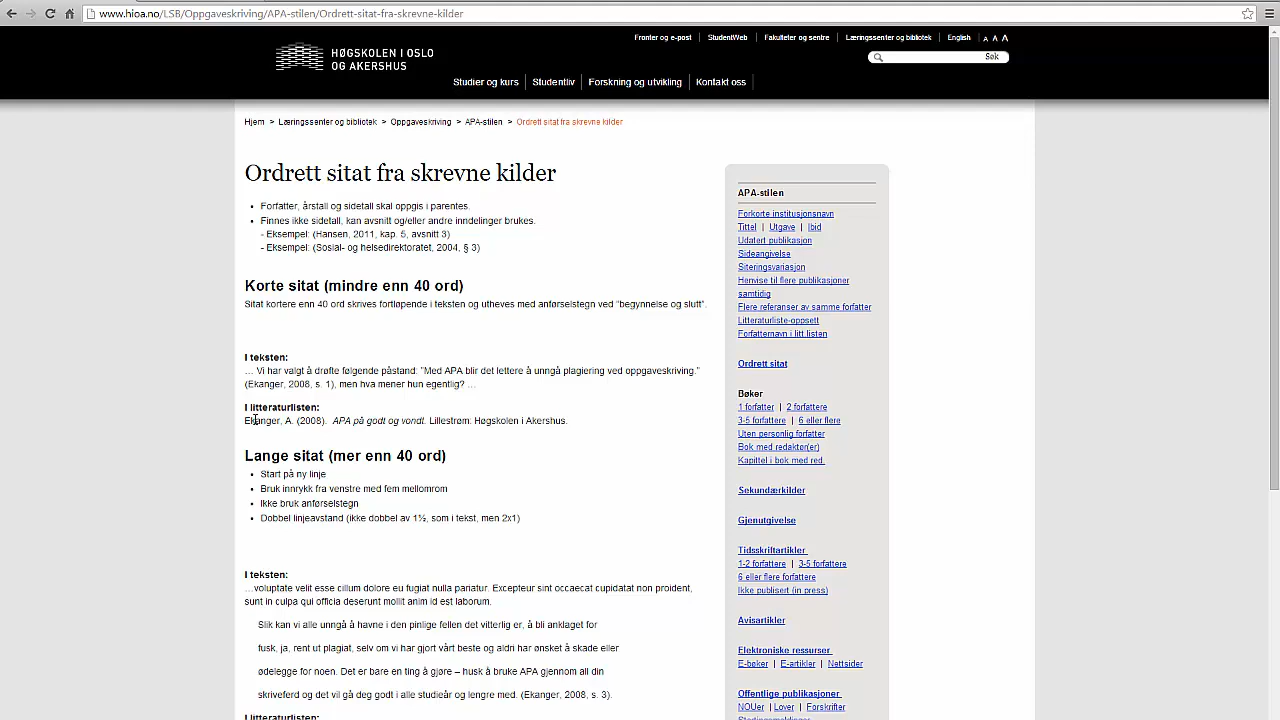 www.hioa.no/LSB/Oppgaveskriving/APA-stilen/Ordrett-sitat-fra-skrevne-kilder
Fronter og e-post | StudentWeb | Fakulteter og sentre | Læringssenter og bibliotek | English | A A A
HØGSKOLEN I OSLO
OG AKERSHUS
Søk
Studier og kurs | Studentliv | Forskning og utvikling | Kontakt oss
Hjem > Læringssenter og bibliotek > Oppgaveskriving > APA-stilen > Ordrett sitat fra skrevne kilder
Ordrett sitat fra skrevne kilder
• Forfatter, årstall og sidetall skal oppgis i parentes.
• Finnes ikke sidetall, kan avsnitt og/eller andre inndelinger brukes.
- Eksempel: (Hansen, 2011, kap. 5, avsnitt 3)
- Eksempel: (Sosial- og helsedirektoratet, 2004, § 3)
Korte sitat (mindre enn 40 ord)
Sitat kortere enn 40 ord skrives fortløpende i teksten og utheves med anførselstegn ved "begynnelse og slutt".
I teksten:
… Vi har valgt å drøfte følgende påstand: "Med APA blir det lettere å unngå plagiering ved oppgaveskriving."
(Ekanger, 2008, s. 1), men hva mener hun egentlig? …
I litteraturlisten:
Ekanger, A. (2008). APA på godt og vondt. Lillestrøm: Høgskolen i Akershus.
Lange sitat (mer enn 40 ord)
• Start på ny linje
• Bruk innrykk fra venstre med fem mellomrom
• Ikke bruk anførselstegn
• Dobbel linjeavstand (ikke dobbel av 1½, som i tekst, men 2x1)
I teksten:
…voluptate velit esse cillum dolore eu fugiat nulla pariatur. Excepteur sint occaecat cupidatat non proident,
sunt in culpa qui officia deserunt mollit anim id est laborum.
Slik kan vi alle unngå å havne i den pinlige fellen det vitterlig er, å bli anklaget for
fusk, ja, rent ut plagiat, selv om vi har gjort vårt beste og aldri har ønsket å skade eller
ødelegge for noen. Det er bare en ting å gjøre – husk å bruke APA gjennom all din
skriveferd og det vil gå deg godt i alle studieår og lengre med. (Ekanger, 2008, s. 3).
I litteraturlisten:
APA-stilen
Forkorte institusjonsnavn
Tittel | Utgave | Ibid
Udatert publikasjon
Sideangivelse
Siteringsvariasjon
Henvise til flere publikasjoner
samtidig
Flere referanser av samme forfatter
Litteraturliste-oppsett
Forfatternavn i litt.listen
Ordrett sitat
Bøker
1 forfatter | 2 forfattere
3-5 forfattere | 6 eller flere
Uten personlig forfatter
Bok med redaktør(er)
Kapittel i bok med red.
Sekundærkilder
Gjenutgivelse
Tidsskriftartikler
1-2 forfattere | 3-5 forfattere
6 eller flere forfattere
Ikke publisert (in press)
Avisartikler
Elektroniske ressurser
E-bøker | E-artikler | Nettsider
Offentlige publikasjoner
NOUer | Lover | Forskrifter
Stortingsmeldinger